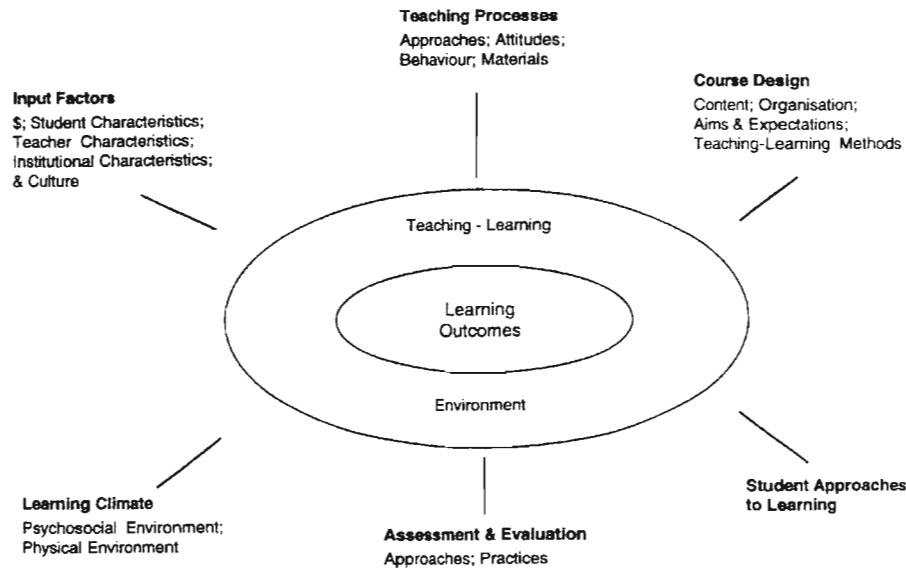 Teaching Processes
Approaches; Attitudes;
Behaviour; Materials
Input Factors
$; Student Characteristics;
Teacher Characteristics;
Institutional Characteristics;
& Culture
Course Design
Content; Organisation;
Aims & Expectations;
Teaching-Learning Methods
Teaching - Learning
Learning
Outcomes
Environment
Learning Climate
Psychosocial Environment;
Physical Environment
Assessment & Evaluation
Approaches; Practices
Student Approaches
to Learning